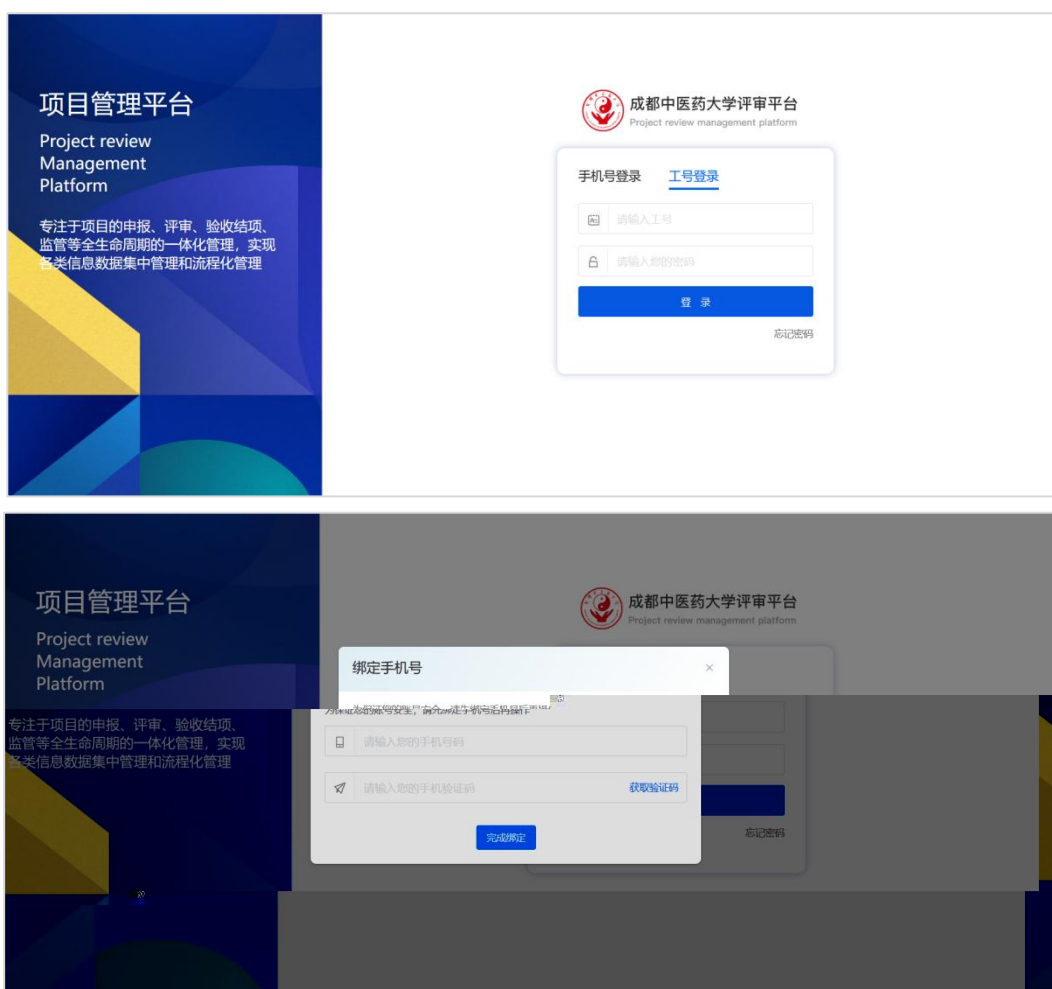 项目管理平台
Project review
Management
Platform
专注于项目的申报、评审、验收结项、
监管等全生命周期的一体化管理，实现
各类信息数据集中管理和流程化管理
成都中医药大学评审平台
Project review management platform
手机号登录 工号登录
请输入工号
请输入您的密码
登 录
忘记密码
项目管理平台
Project review
Management
Platform
专注于项目的申报、评审、验收结项、
监管等全生命周期的一体化管理，实现
各类信息数据集中管理和流程化管理
成都中医药大学评审平台
Project review management platform
绑定手机号
请输入您的手机号码
请输入您的手机验证码 获取验证码
完成绑定
忘记密码